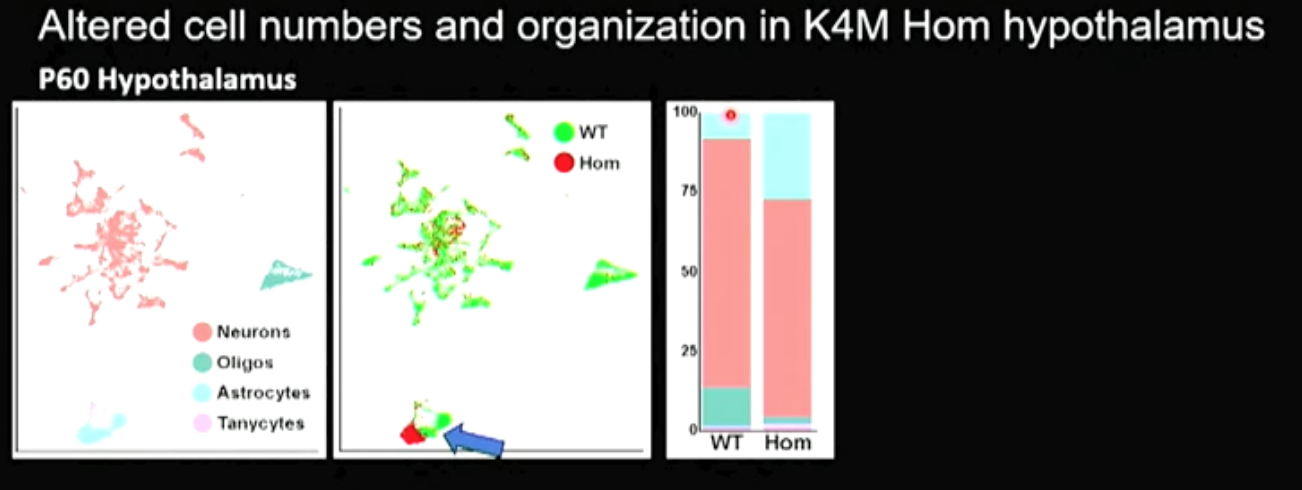 Altered cell numbers and organization in K4M Hom hypothalamus
P60 Hypothalamus
Neurons
Oligos
Astrocytes
Tanycytes
WT
Hom
100
75
50
25
0
WT Hom